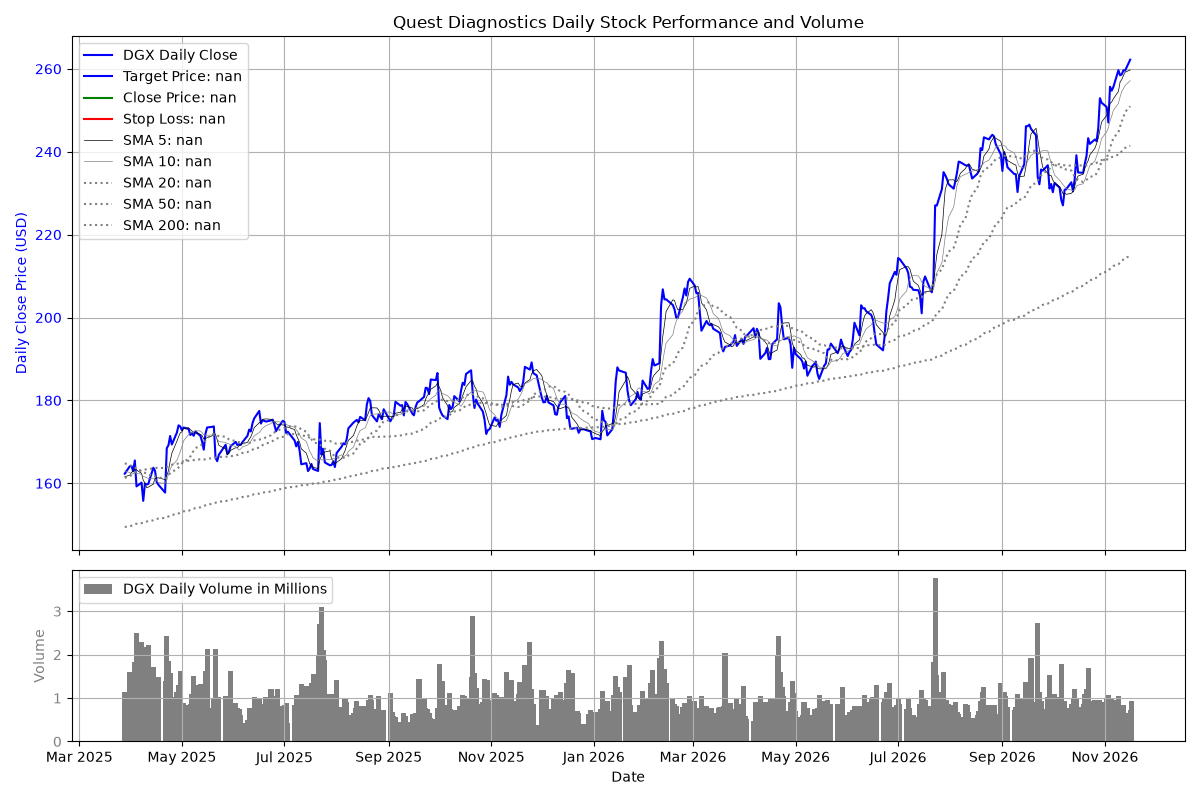 Quest Diagnostics Daily Stock Performance and Volume
DGX Daily Close
Target Price: nan
Close Price: nan
Stop Loss: nan
SMA 5: nan
SMA 10: nan
SMA 20: nan
SMA 50: nan
SMA 200: nan
260
240
220
200
180
160
Daily Close Price (USD)
DGX Daily Volume in Millions
3
2
1
0
Volume
Mar 2025 May 2025 Jul 2025 Sep 2025 Nov 2025 Jan 2026 Mar 2026 May 2026 Jul 2026 Sep 2026 Nov 2026
Date